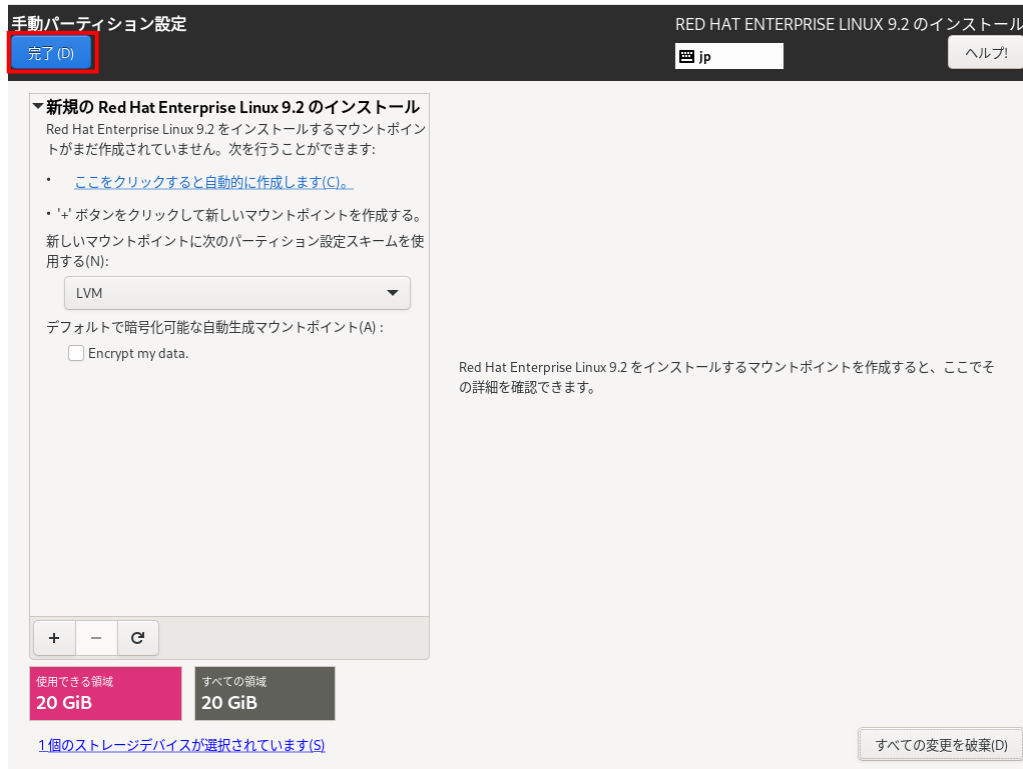 手動パーティション設定
RED HAT ENTERPRISE LINUX 9.2 のインストール
完了(D)
jp
ヘルプ!
新規の Red Hat Enterprise Linux 9.2 のインストール
Red Hat Enterprise Linux 9.2 をインストールするマウントポイン
トがまだ作成されていません。次を行うことができます:
• ここをクリックすると自動的に作成します(C)。
• '+' ボタンをクリックして新しいマウントポイントを作成する。
新しいマウントポイントに次のパーティション設定スキームを使
用する(N):
LVM
デフォルトで暗号化可能な自動生成マウントポイント(A) :
Encrypt my data.
Red Hat Enterprise Linux 9.2 をインストールするマウントポイントを作成すると、ここでそ
の詳細を確認できます。
使用できる領域
20 GiB
すべての領域
20 GiB
1個のストレージデバイスが選択されています(S)
すべての変更を破棄(D)